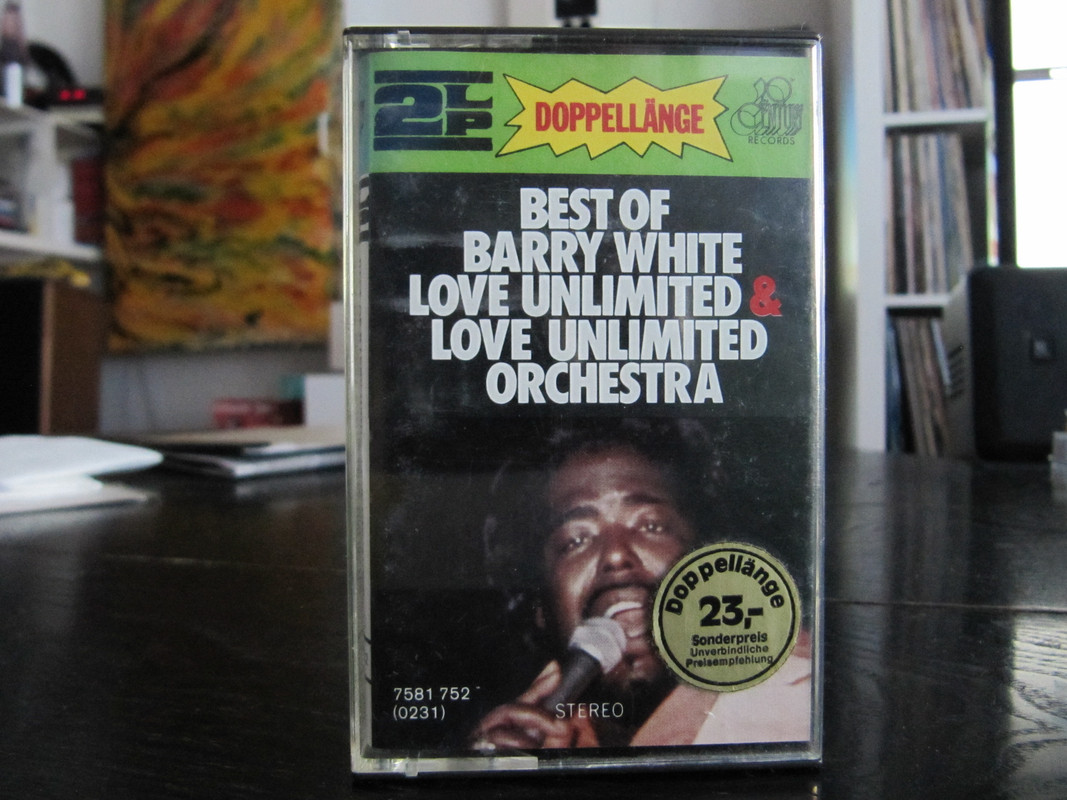 2LP
DOPPELLÄNGE
20
CENTURY
RECORDS
BEST OF
BARRY WHITE
LOVE UNLIMITED &
LOVE UNLIMITED
ORCHESTRA
Doppellänge
23,-
Sonderpreis
Unverbindliche
Preisempfehlung
7581 752
(0231)
STEREO